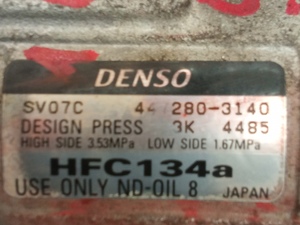 DENSO
SV07C 44 280-3140
DESIGN PRESS 3K 4485
HIGH SIDE 3.53MPa LOW SIDE 1.67MPa
HFC134a
USE ONLY ND-OIL 8 JAPAN